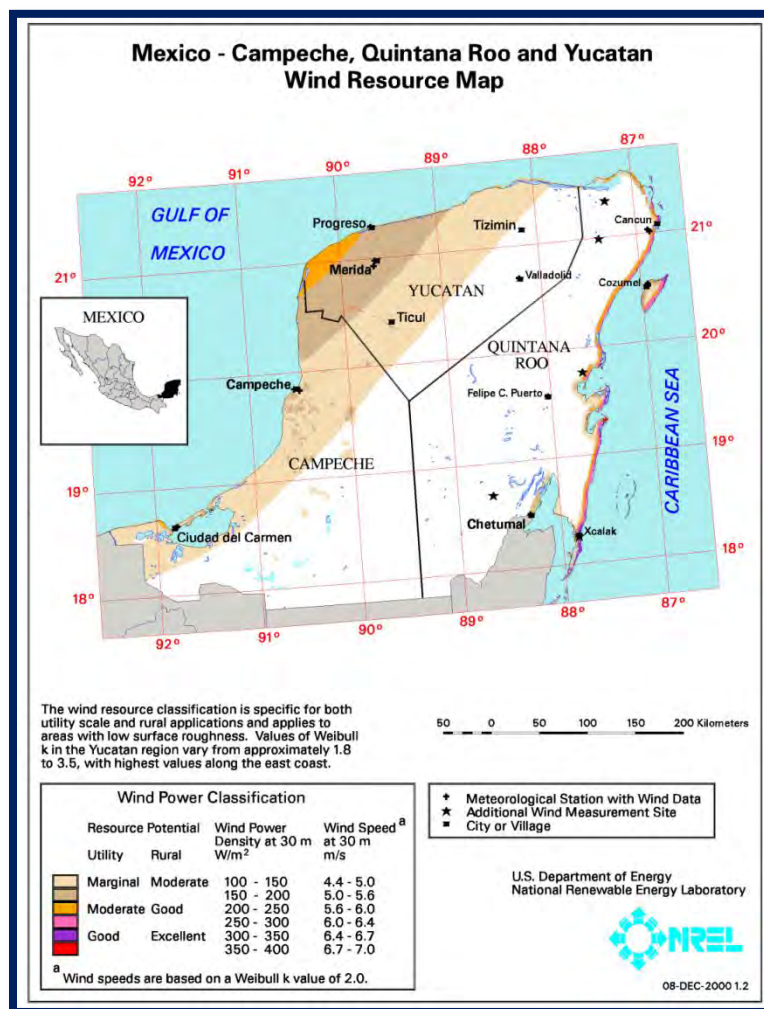 Mexico - Campeche, Quintana Roo and Yucatan
Wind Resource Map
87°
88°
89°
90°
91°
92°
GULF OF
MEXICO
Progreso
Tizimin
Cancun
21°
21°
Merida
YUCATAN
Valladolid
Cozumel
MEXICO
Ticul
20°
QUINTANA
ROO
Campeche
Felipe C. Puerto
CARIBBEAN SEA
19°
CAMPECHE
19°
Chetumal
Xcalak
Ciudad del Carmen
18°
18°
87°
88°
89°
90°
91°
92°
The wind resource classification is specific for both
utility scale and rural applications and applies to
areas with low surface roughness. Values of Weibull
k in the Yucatan region vary from approximately 1.8
to 3.5, with highest values along the east coast.
50 0 50 100 150 200 Kilometers
Wind Power Classification
Resource Potential Wind Power Wind Speed a
Density at 30 m at 30 m
Utility Rural W/m² m/s
Marginal Moderate 100 - 150 4.4 - 5.0
150 - 200 5.0 - 5.6
Moderate Good 200 - 250 5.6 - 6.0
250 - 300 6.0 - 6.4
Good Excellent 300 - 350 6.4 - 6.7
350 - 400 6.7 - 7.0
a Wind speeds are based on a Weibull k value of 2.0.
Meteorological Station with Wind Data
Additional Wind Measurement Site
City or Village
U.S. Department of Energy
National Renewable Energy Laboratory
NREL
08-DEC-2000 1.2